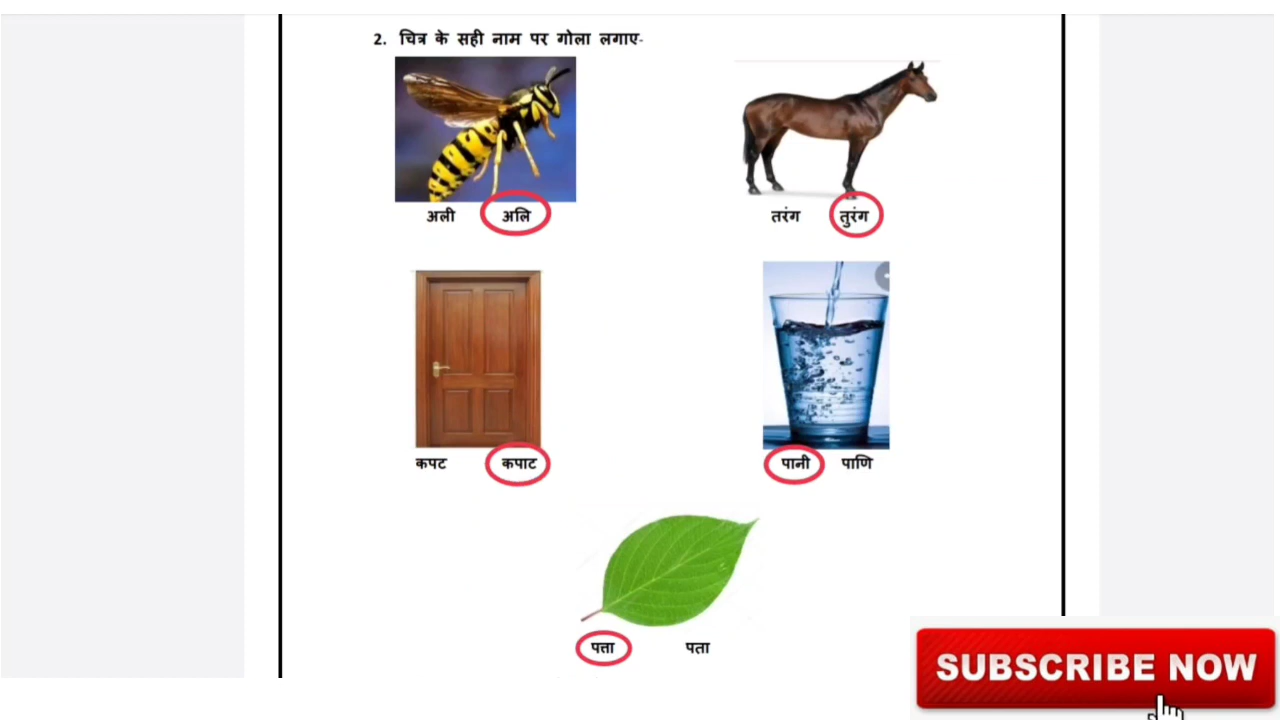 2. चित्र के सही नाम पर गोला लगाए-
अली अलि
तरंग तुरंग
कपट कपाट
पानी पाणि
पत्ता पता
SUBSCRIBE NOW